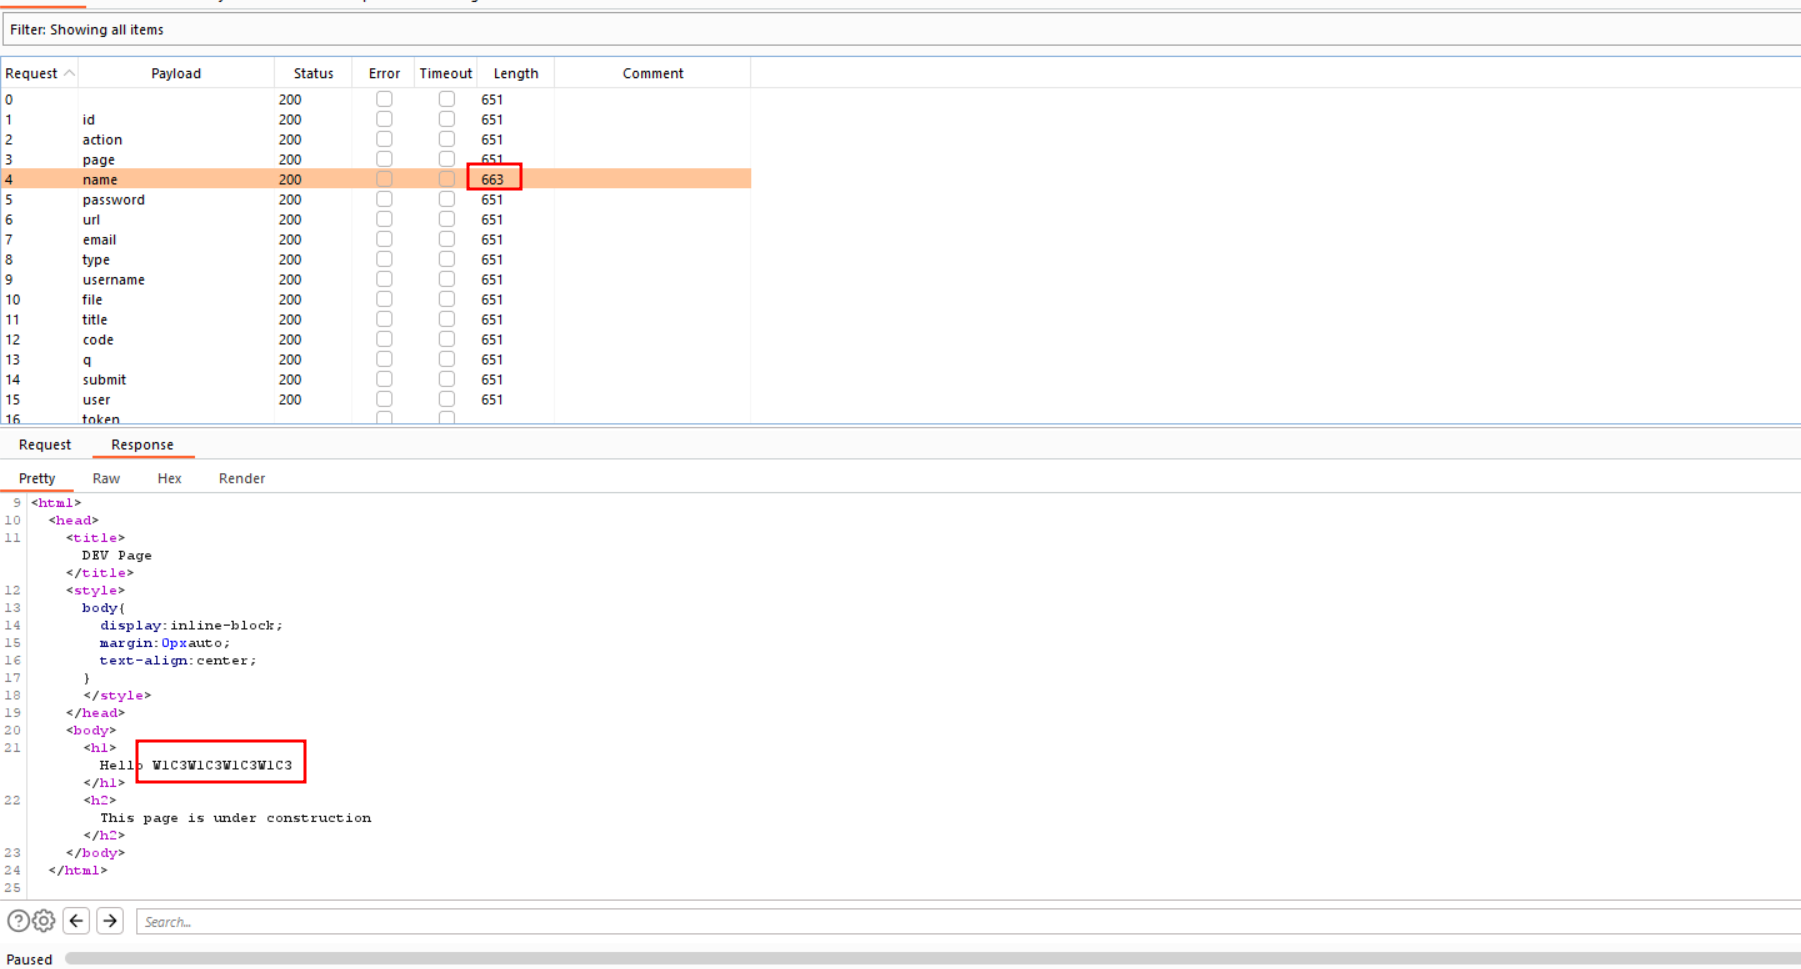 Filter: Showing all items
Request Payload Status Error Timeout Length Comment
0 200 651
1 id 200 651
2 action 200 651
3 page 200 651
4 name 200 663
5 password 200 651
6 url 200 651
7 email 200 651
8 type 200 651
9 username 200 651
10 file 200 651
11 title 200 651
12 code 200 651
13 q 200 651
14 submit 200 651
15 user 200 651
16 token
Request Response
Pretty Raw Hex Render
9 <html>
10 <head>
11 <title>
DEV Page
</title>
12 <style>
13 body{
14 display:inline-block;
15 margin:0pxauto;
16 text-align:center;
17 }
18 </style>
19 </head>
20 <body>
21 <h1>
Hello W1C3W1C3W1C3W1C3
</h1>
22 <h2>
This page is under construction
</h2>
23 </body>
24 </html>
25
Search...
Paused